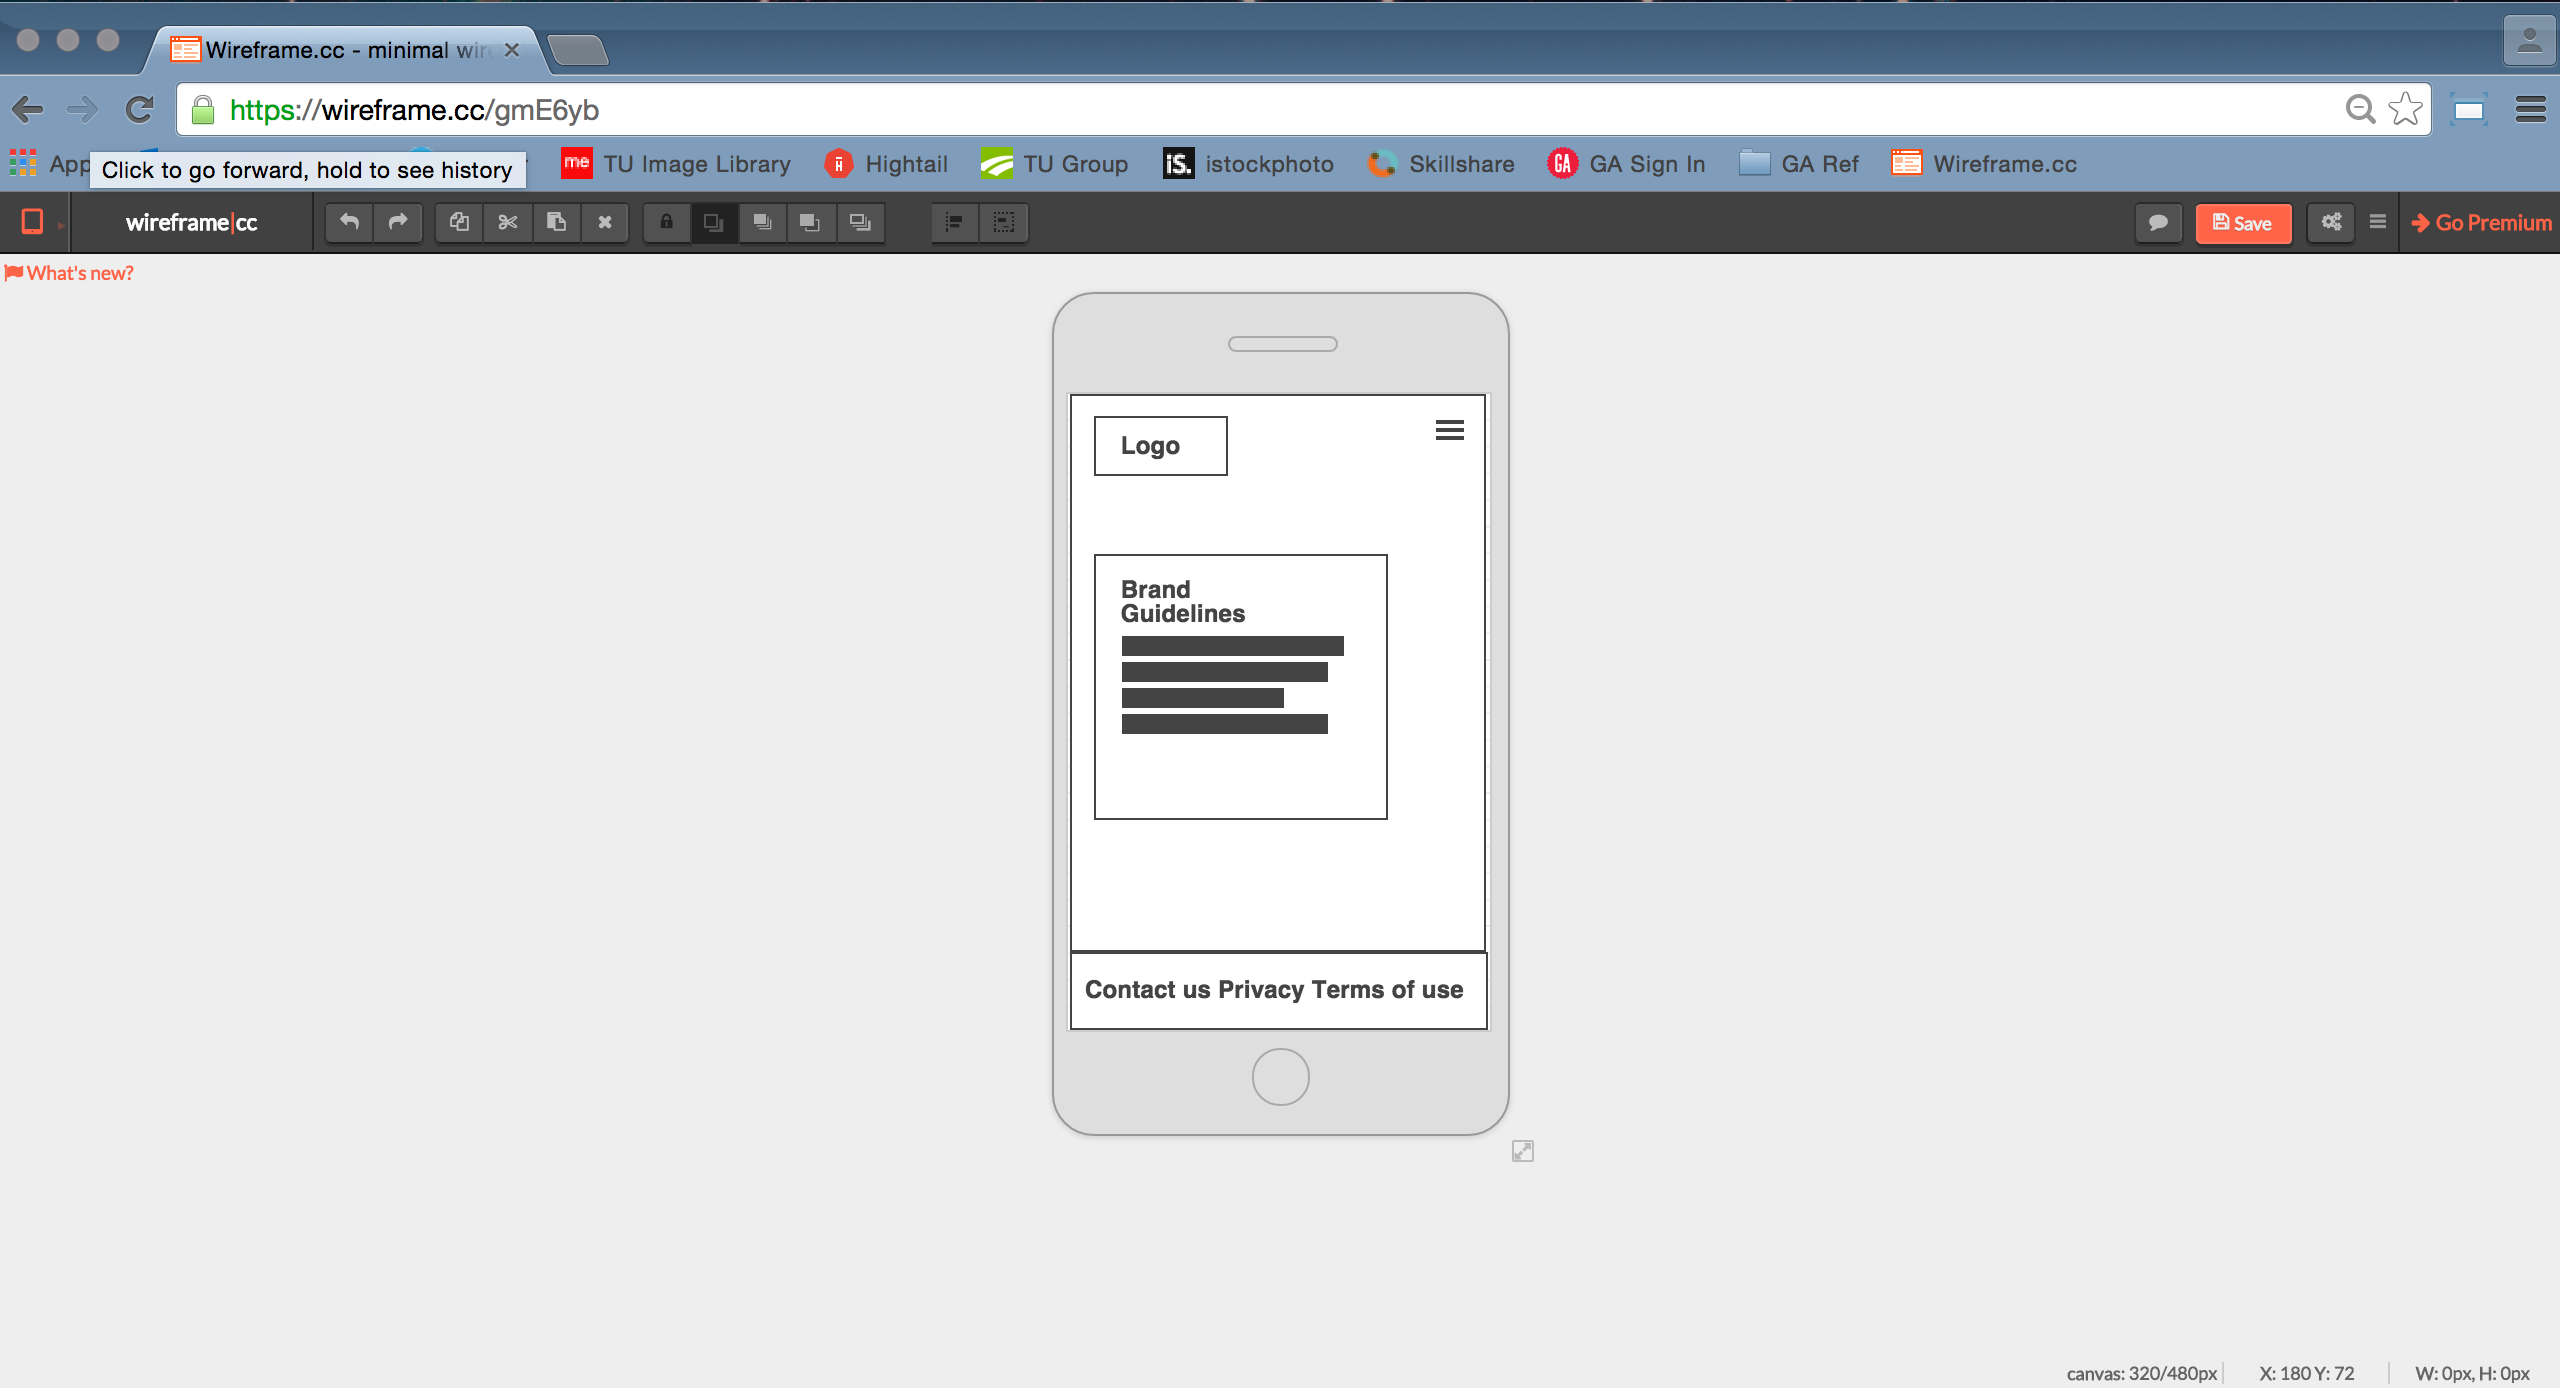 Wireframe.cc - minimal wir
https://wireframe.cc/gmE6yb
App
Click to go forward, hold to see history
me TU Image Library
Hightail
TU Group
iS. istockphoto
Skillshare
GA GA Sign In
GA Ref
Wireframe.cc
wireframe|cc
Save
Go Premium
What's new?
Logo
Brand
Guidelines
Contact us Privacy Terms of use
canvas: 320/480px
X: 180 Y: 72
W: 0px, H: 0px